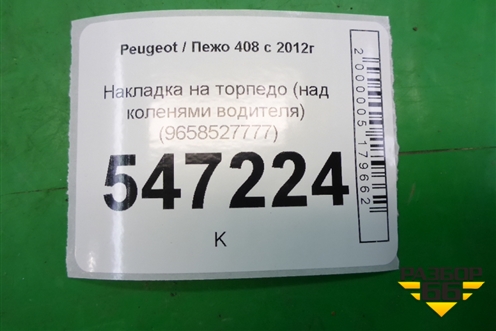 Peugeot / Пежо 408 с 2012г
Накладка на торпедо (над
коленями водителя)
(9658527777)
547224
K
2000005179662
РАЗБОР
66